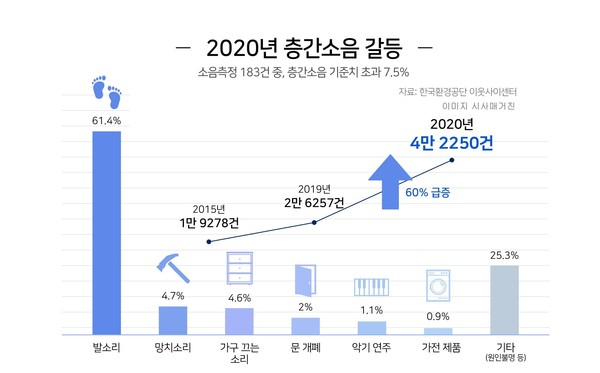 2020년 층간소음 갈등
소음측정 183건 중, 층간소음 기준치 초과 7.5%
자료: 한국환경공단 이웃사이센터
이미지 시사매거진
61.4%
2020년
4만 2250건
60% 급증
2019년
2만 6257건
2015년
1만 9278건
4.7%
4.6%
2%
1.1%
0.9%
25.3%
발소리
망치소리
가구 끄는
소리
문 개폐
악기 연주
가전 제품
기타
(원인불명 등)